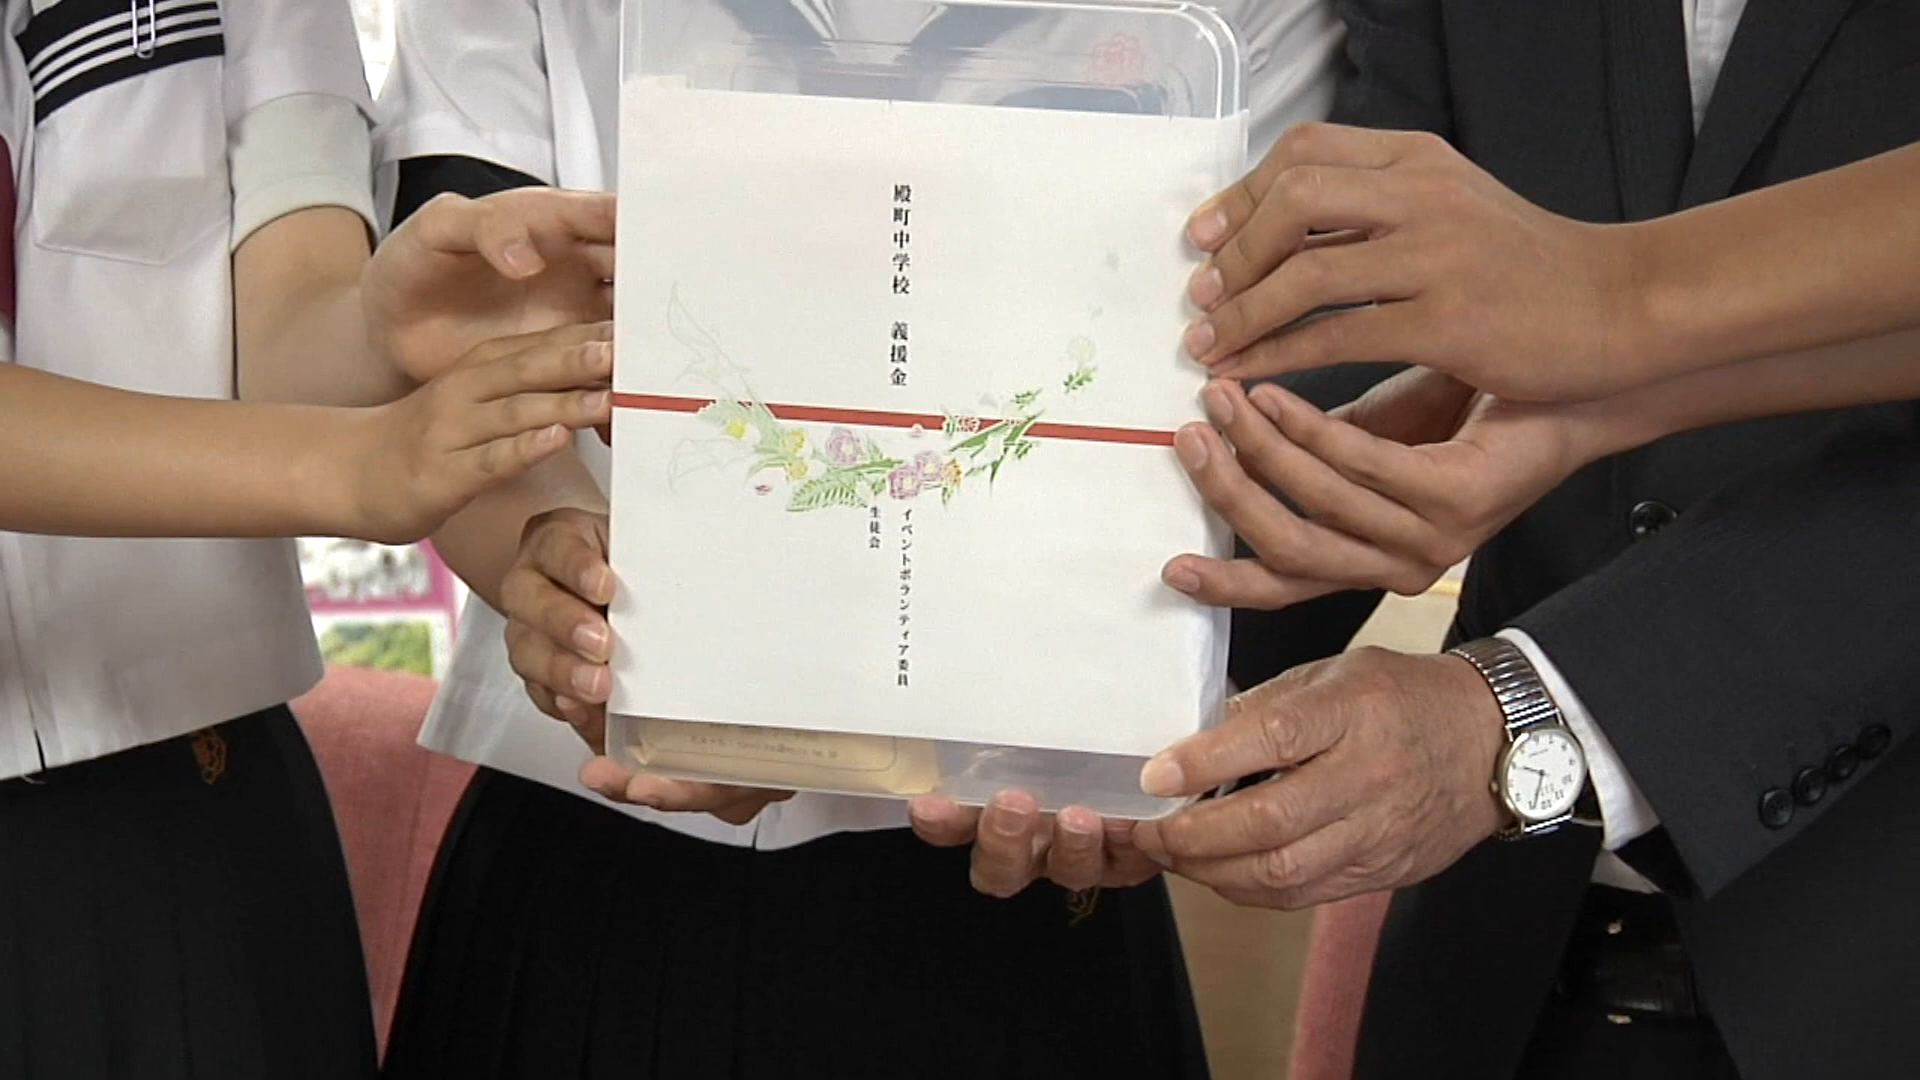 殿町中学校　義援金
イベントボランティア委員
生徒会